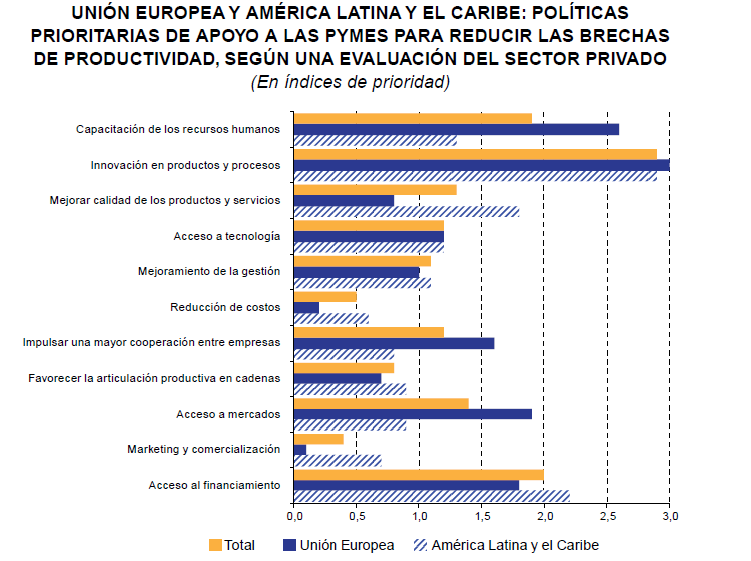 UNIÓN EUROPEA Y AMÉRICA LATINA Y EL CARIBE: POLÍTICAS
PRIORITARIAS DE APOYO A LAS PYMES PARA REDUCIR LAS BRECHAS
DE PRODUCTIVIDAD, SEGÚN UNA EVALUACIÓN DEL SECTOR PRIVADO
(En índices de prioridad)
Capacitación de los recursos humanos
Innovación en productos y procesos
Mejorar calidad de los productos y servicios
Acceso a tecnología
Mejoramiento de la gestión
Reducción de costos
Impulsar una mayor cooperación entre empresas
Favorecer la articulación productiva en cadenas
Acceso a mercados
Marketing y comercialización
Acceso al financiamiento
0,0 0,5 1,0 1,5 2,0 2,5 3,0
Total Unión Europea América Latina y el Caribe